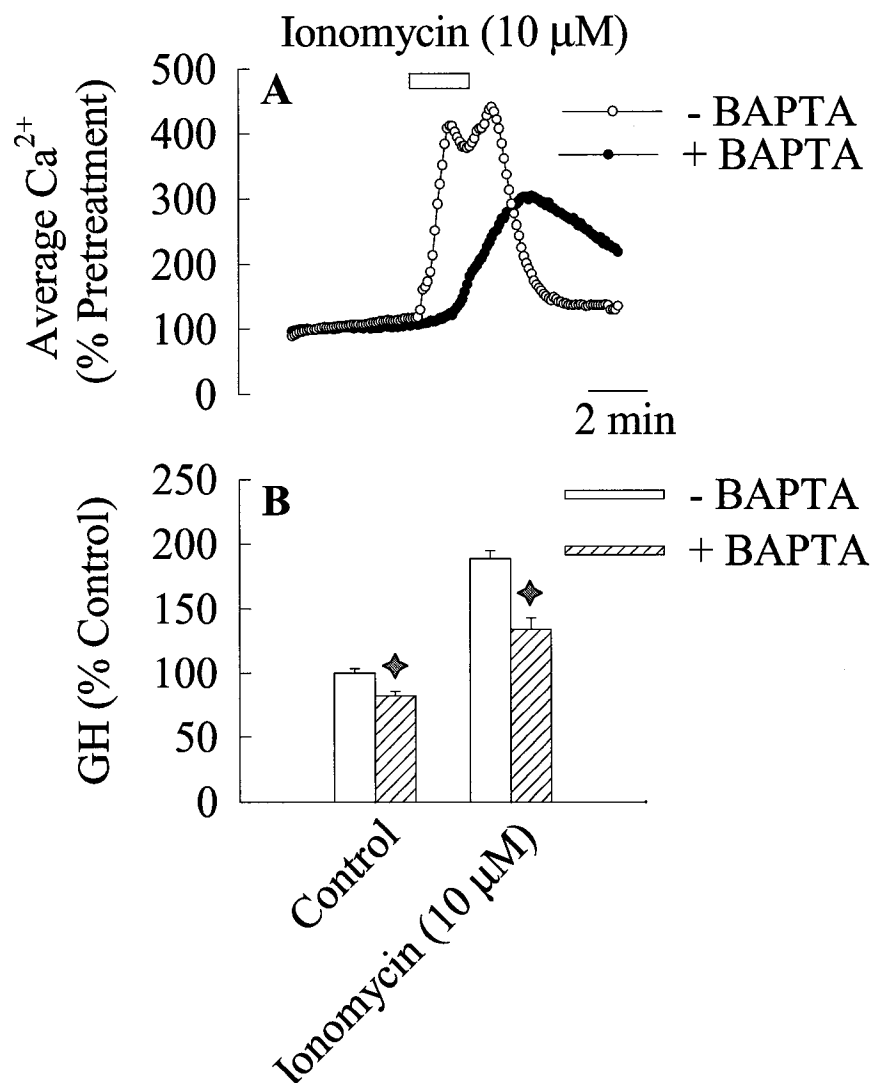 Ionomycin (10 µM)
A
500
400
300
200
100
0
Average Ca²⁺
(% Pretreatment)
- BAPTA
+ BAPTA
2 min
B
250
200
150
100
50
0
GH (% Control)
- BAPTA
+ BAPTA
Control
Ionomycin (10 µM)